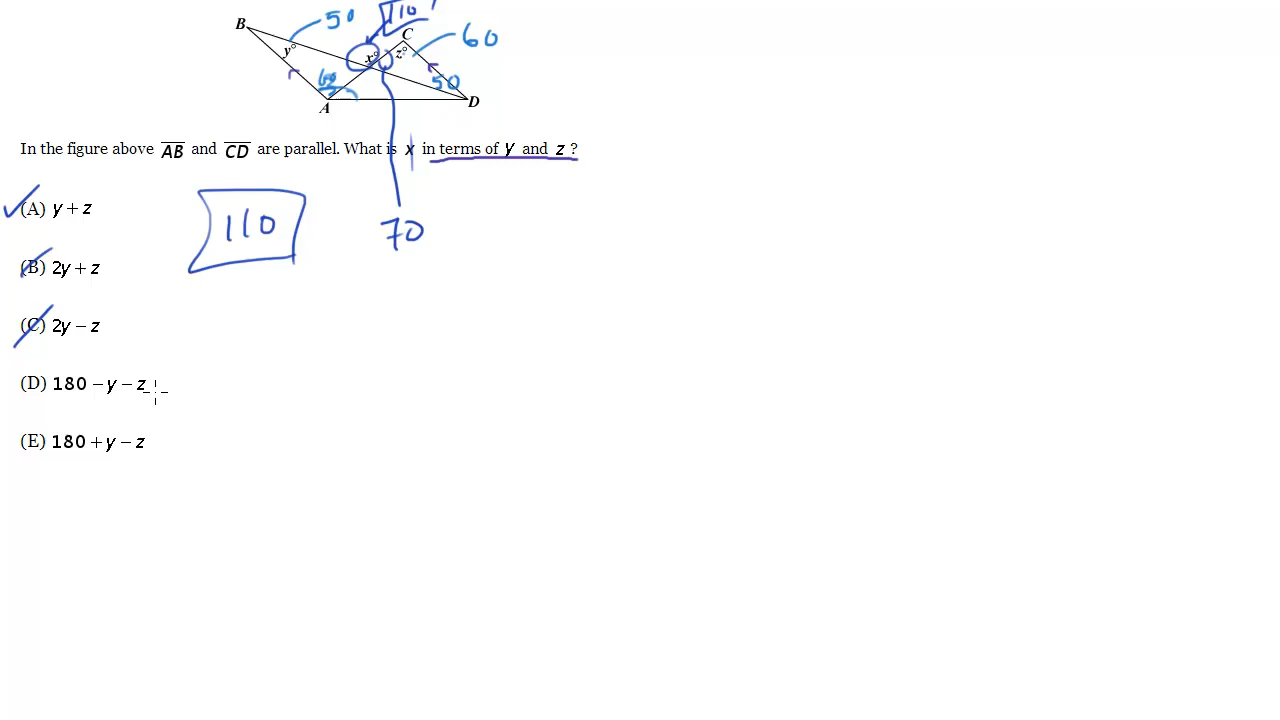 110
B 50
C
60
y°
x° z°
60 50
A D
In the figure above AB and CD are parallel. What is x in terms of y and z ?
(A) y + z
110
70
(B) 2y + z
(C) 2y − z
(D) 180 − y − z
(E) 180 + y − z